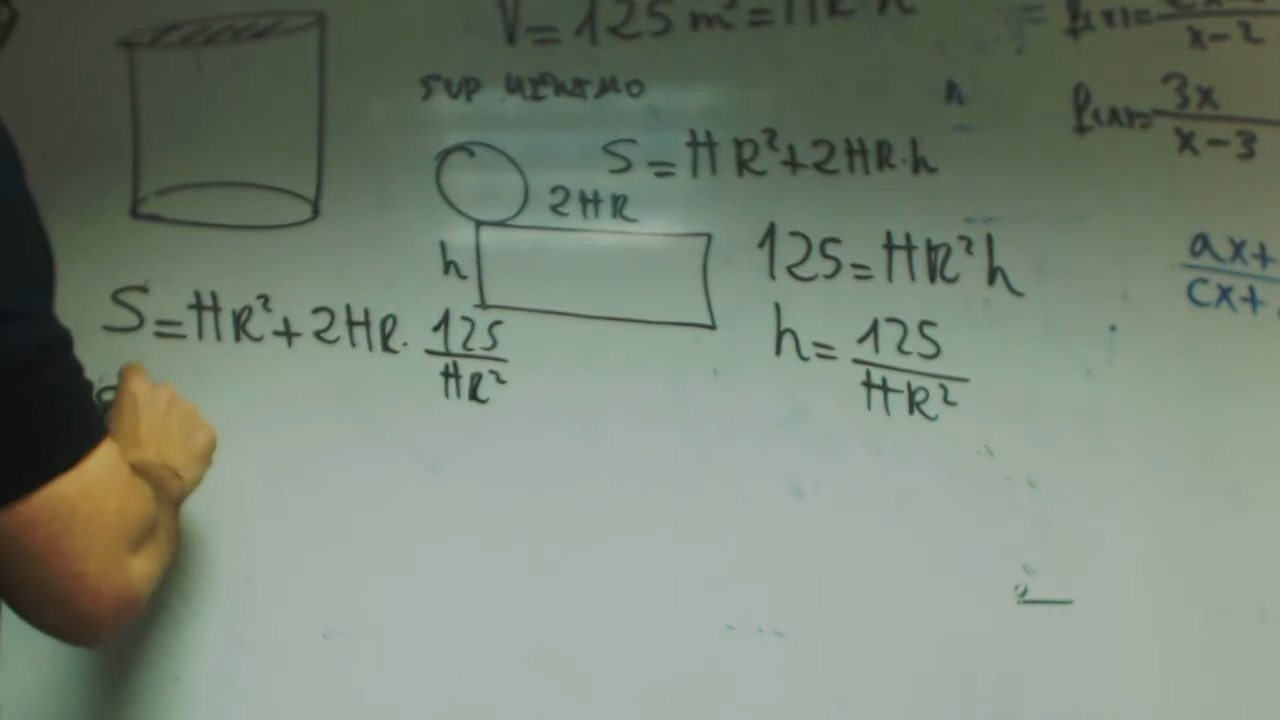 V = 125 m³ = πR²h
SUP MINIMO
S = πR² + 2πR·h
2πR
h
125 = πR²h
h = 125/πR²
S = πR² + 2πR· 125/πR²
x-2
f(x) = 3x/x-3
ax+
cx+